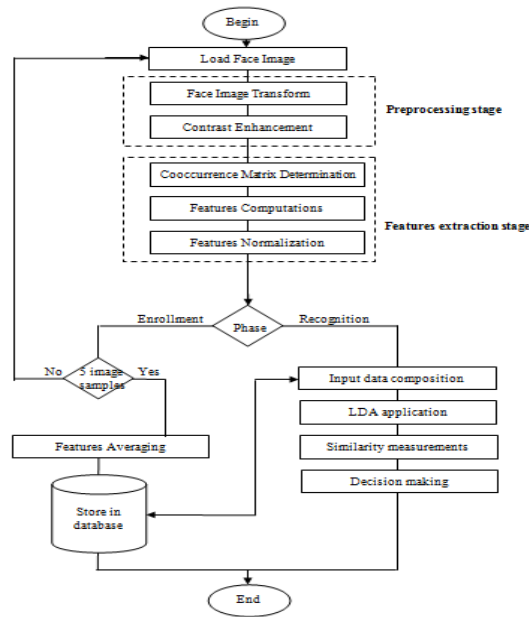 Begin
Load Face Image
Face Image Transform
Preprocessing stage
Contrast Enhancement
Cooccurrence Matrix Determination
Features Computations
Features extraction stage
Features Normalization
Enrollment
Phase
Recognition
No
5 image
samples
Yes
Input data composition
LDA application
Features Averaging
Similarity measurements
Decision making
Store in
database
End